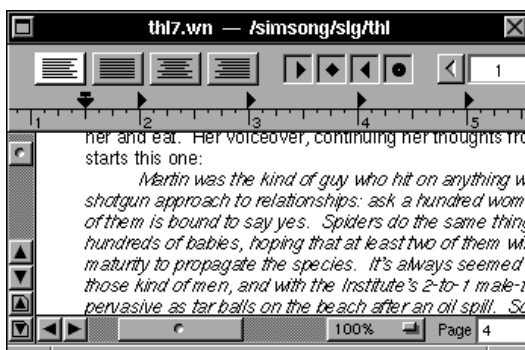 thl7.wn — /simsong/slg/thl
1
1 2 3 4 5
her and eat. Her voiceover, continuing her thoughts fro
starts this one:
Martin was the kind of guy who hit on anything w
shotgun approach to relationships: ask a hundred wom
of them is bound to say yes. Spiders do the same thing
hundreds of babies, hoping that at least two of them wi
maturity to propagate the species. It's always seemed
those kind of men, and with the Institute's 2-to-1 male-t
pervasive as tar balls on the beach after an oil spill. So
100% Page 4